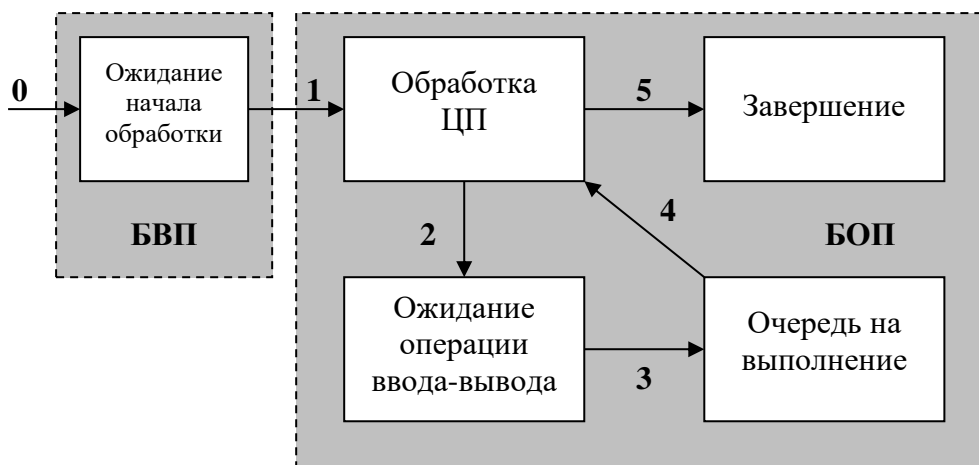 0
Ожидание
начала
обработки
1
Обработка
ЦП
5
Завершение
БВП
2
4
БОП
Ожидание
операции
ввода-вывода
3
Очередь на
выполнение